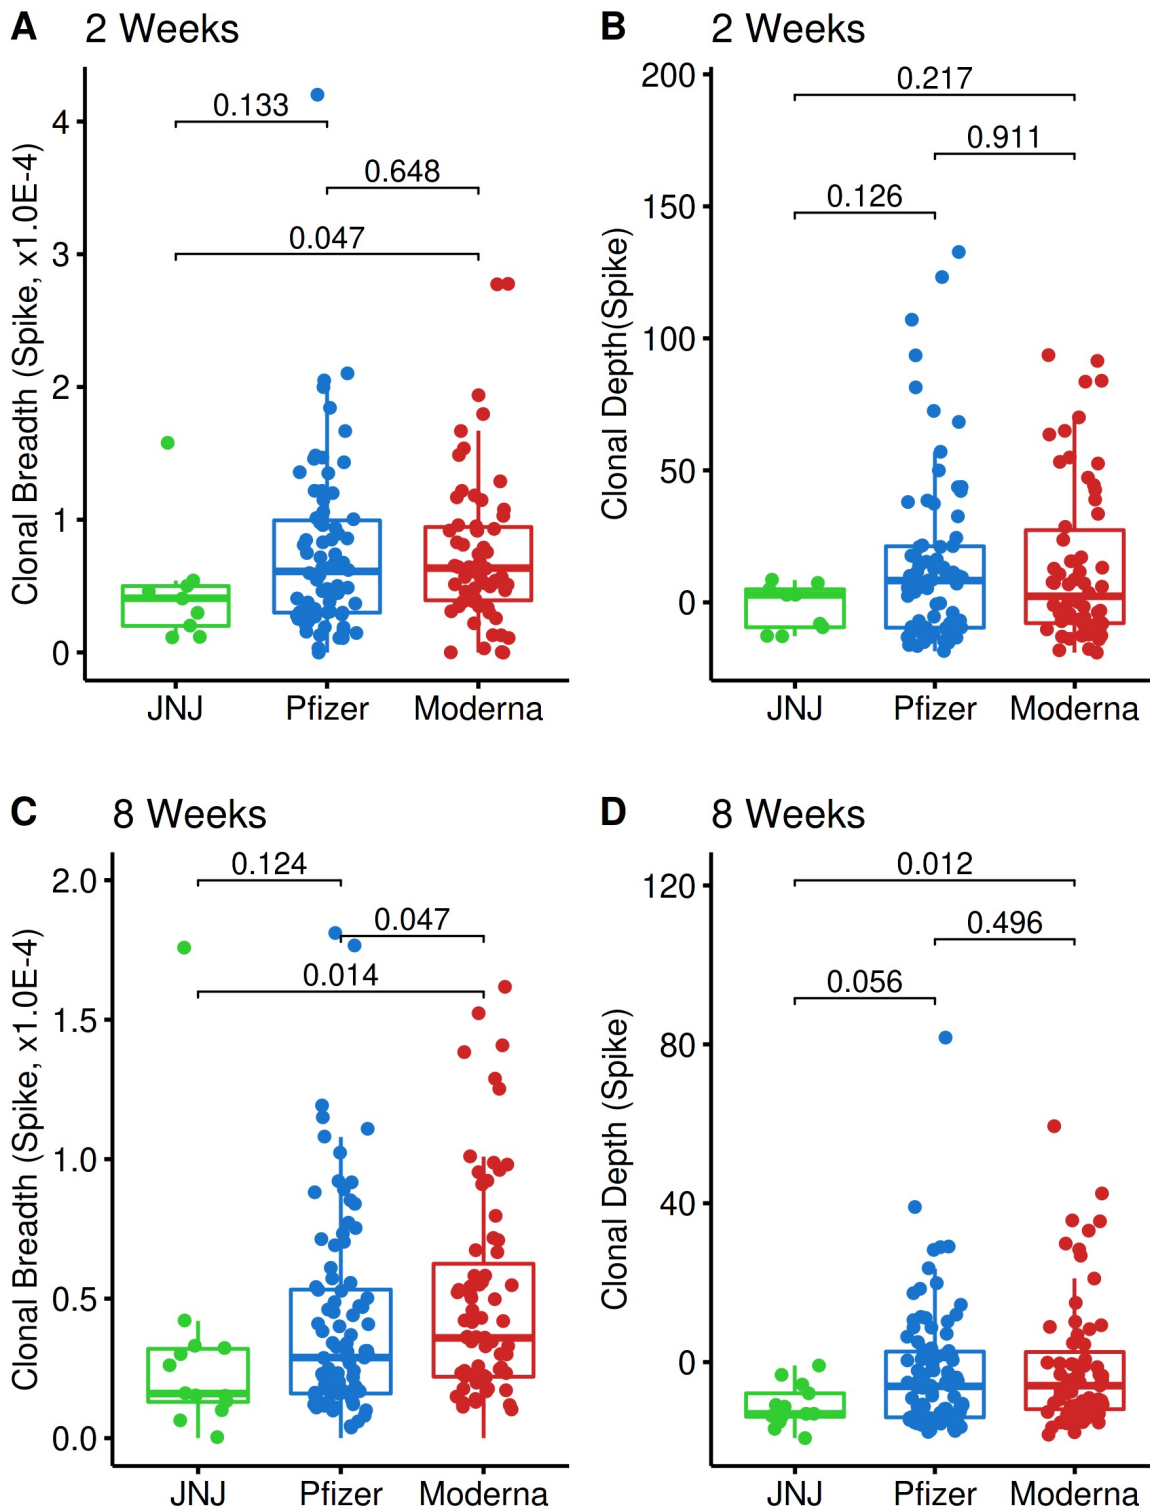 A 2 Weeks
Clonal Breadth (Spike, x1.0E-4)
4
3
2
1
0
0.133
0.648
0.047
JNJ Pfizer Moderna
B 2 Weeks
Clonal Depth(Spike)
200
150
100
50
0
0.217
0.911
0.126
JNJ Pfizer Moderna
C 8 Weeks
Clonal Breadth (Spike, x1.0E-4)
2.0
1.5
1.0
0.5
0.0
0.124
0.047
0.014
JNJ Pfizer Moderna
D 8 Weeks
Clonal Depth (Spike)
120
80
40
0
0.012
0.496
0.056
JNJ Pfizer Moderna